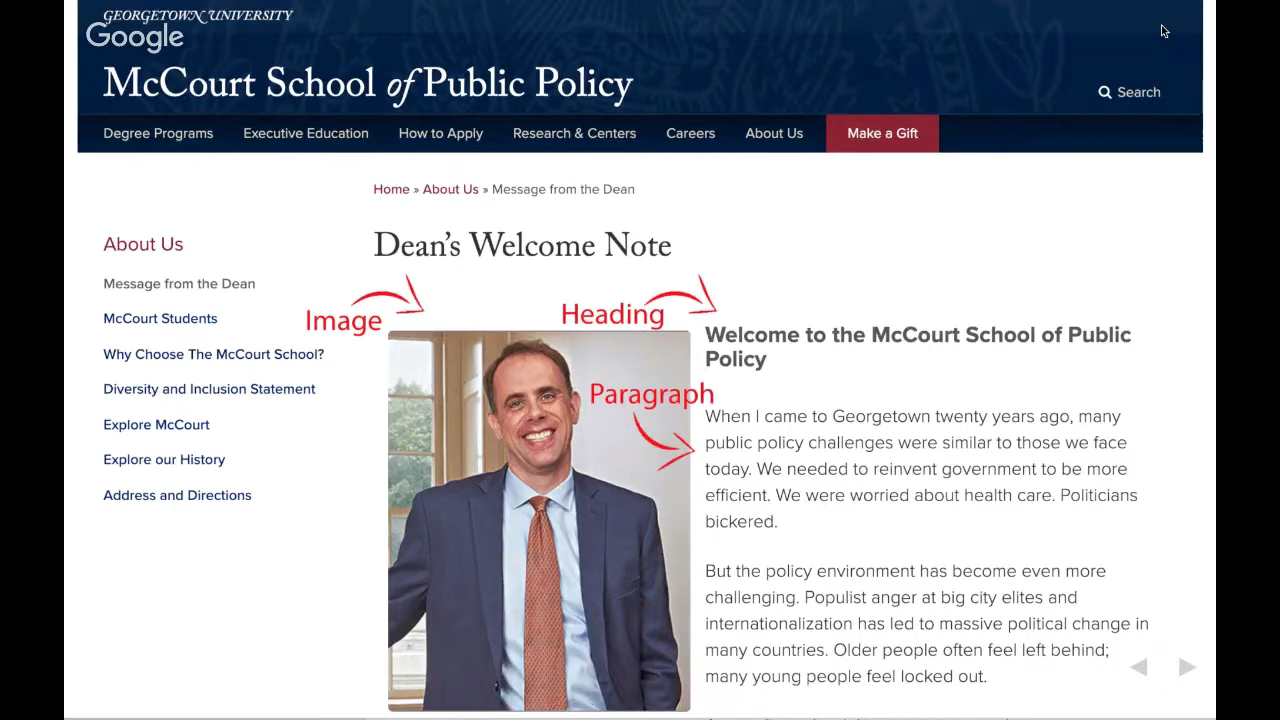 GEORGETOWN UNIVERSITY
Google
McCourt School of Public Policy
Search
Degree Programs Executive Education How to Apply Research & Centers Careers About Us Make a Gift
Home » About Us » Message from the Dean
About Us
Message from the Dean
McCourt Students
Why Choose The McCourt School?
Diversity and Inclusion Statement
Explore McCourt
Explore our History
Address and Directions
Dean's Welcome Note
Image
Heading
Paragraph
Welcome to the McCourt School of Public
Policy
When I came to Georgetown twenty years ago, many
public policy challenges were similar to those we face
today. We needed to reinvent government to be more
efficient. We were worried about health care. Politicians
bickered.
But the policy environment has become even more
challenging. Populist anger at big city elites and
internationalization has led to massive political change in
many countries. Older people often feel left behind;
many young people feel locked out.